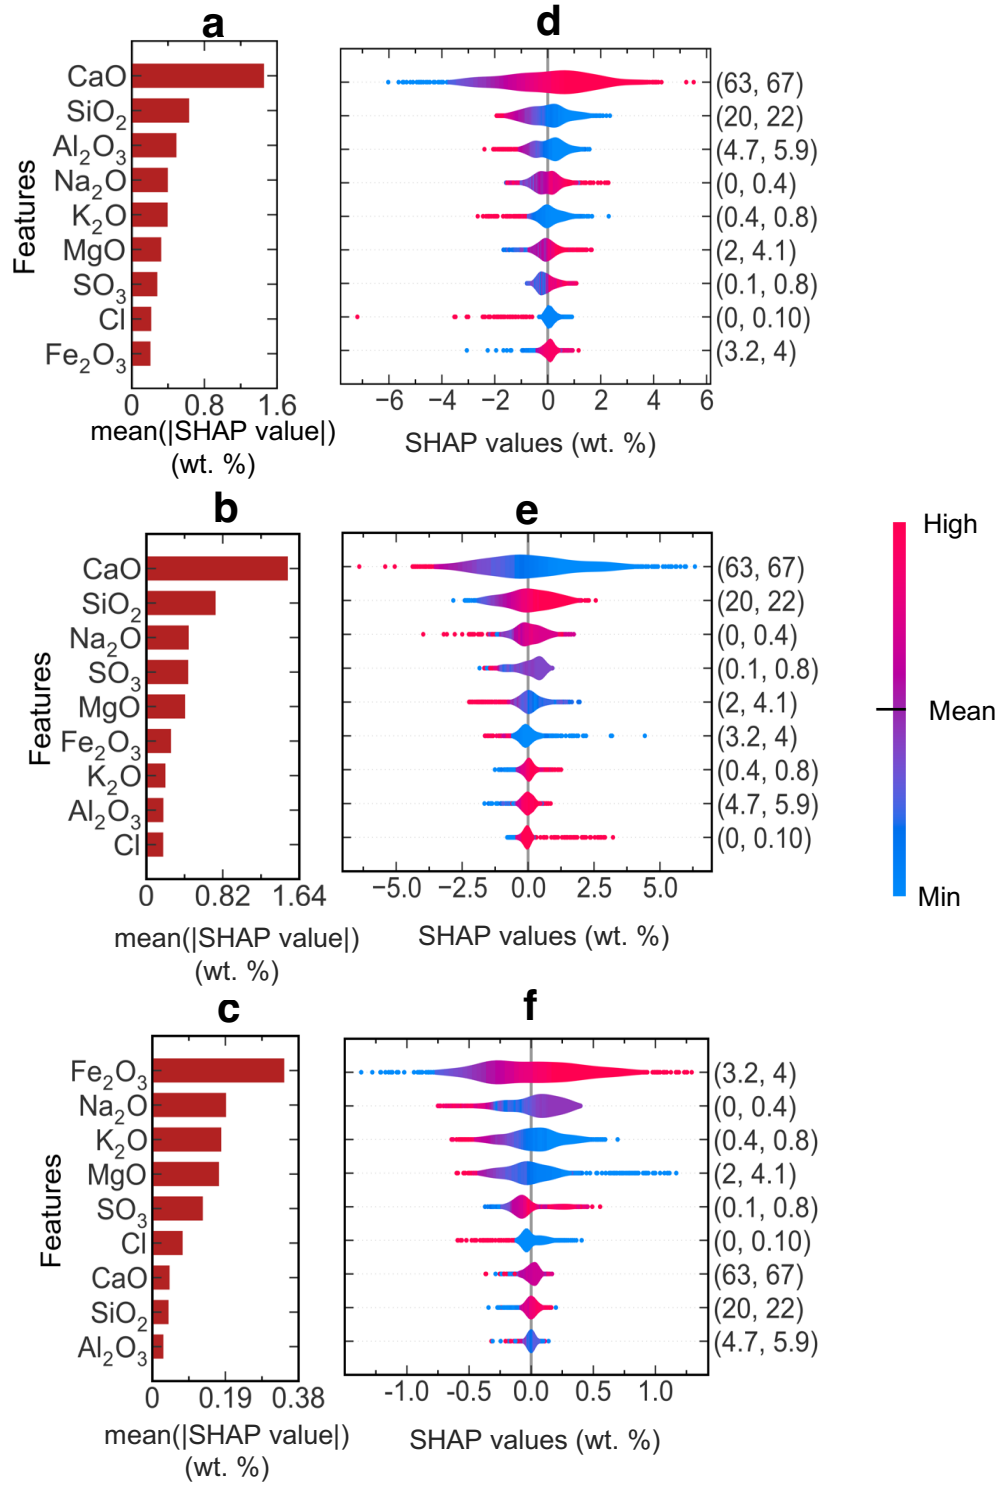 a
Features
CaO
SiO2
Al2O3
Na2O
K2O
MgO
SO3
Cl
Fe2O3
0 0.8 1.6
mean(|SHAP value|)
(wt. %)
d
(63, 67)
(20, 22)
(4.7, 5.9)
(0, 0.4)
(0.4, 0.8)
(2, 4.1)
(0.1, 0.8)
(0, 0.10)
(3.2, 4)
−6 −4 −2 0 2 4 6
SHAP values (wt. %)
b
Features
CaO
SiO2
Na2O
SO3
MgO
Fe2O3
K2O
Al2O3
Cl
0 0.82 1.64
mean(|SHAP value|)
(wt. %)
e
(63, 67)
(20, 22)
(0, 0.4)
(0.1, 0.8)
(2, 4.1)
(3.2, 4)
(0.4, 0.8)
(4.7, 5.9)
(0, 0.10)
−5.0 −2.5 0.0 2.5 5.0
SHAP values (wt. %)
High
Mean
Min
c
Features
Fe2O3
Na2O
K2O
MgO
SO3
Cl
CaO
SiO2
Al2O3
0 0.19 0.38
mean(|SHAP value|)
(wt. %)
f
(3.2, 4)
(0, 0.4)
(0.4, 0.8)
(2, 4.1)
(0.1, 0.8)
(0, 0.10)
(63, 67)
(20, 22)
(4.7, 5.9)
-1.0 -0.5 0.0 0.5 1.0
SHAP values (wt. %)